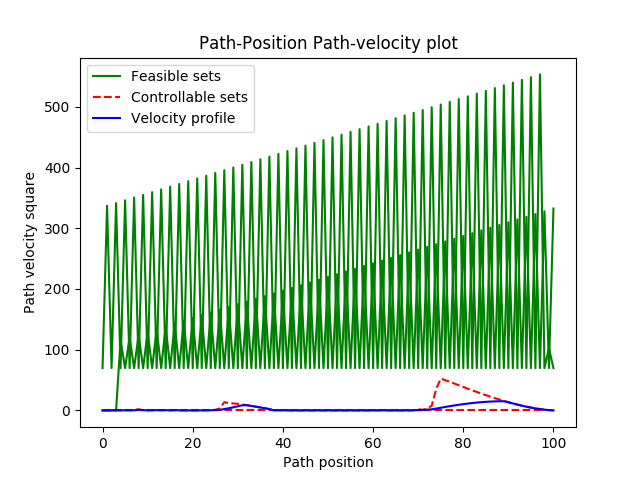 Path-Position Path-velocity plot
Feasible sets
Controllable sets
Velocity profile
Path velocity square
500
400
300
200
100
0
0 20 40 60 80 100
Path position